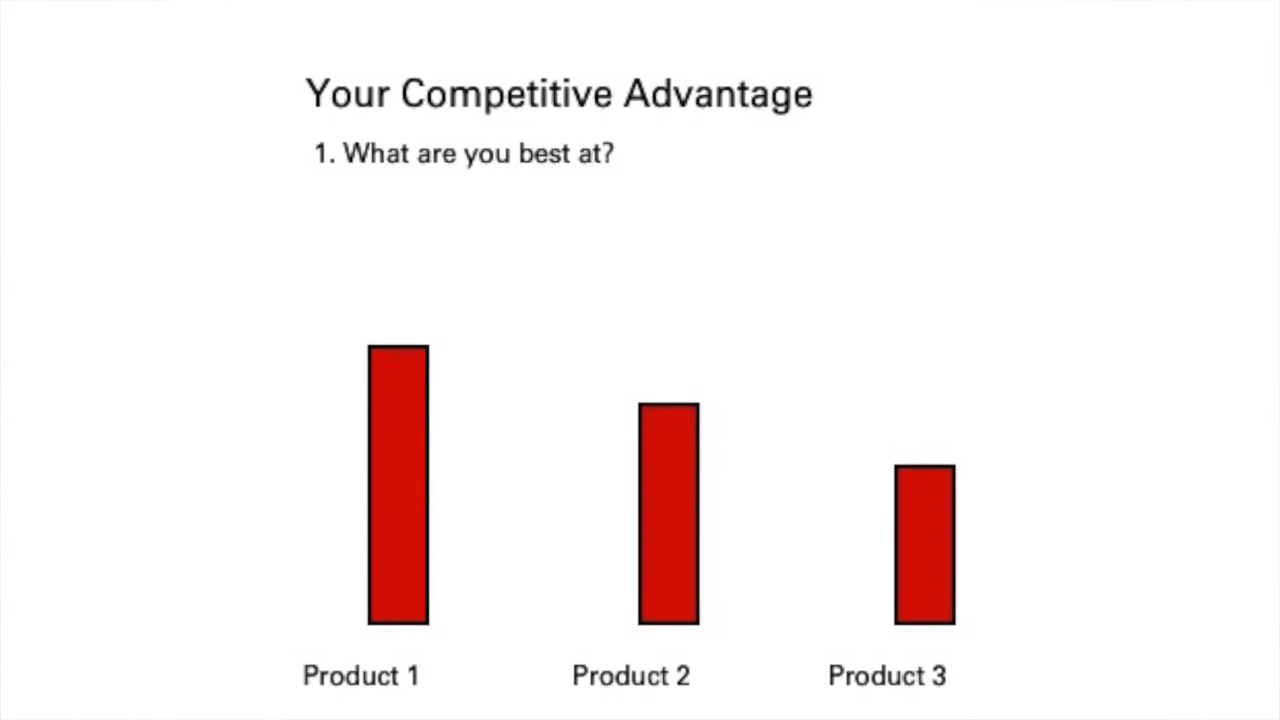 Your Competitive Advantage
1. What are you best at?
Product 1
Product 2
Product 3